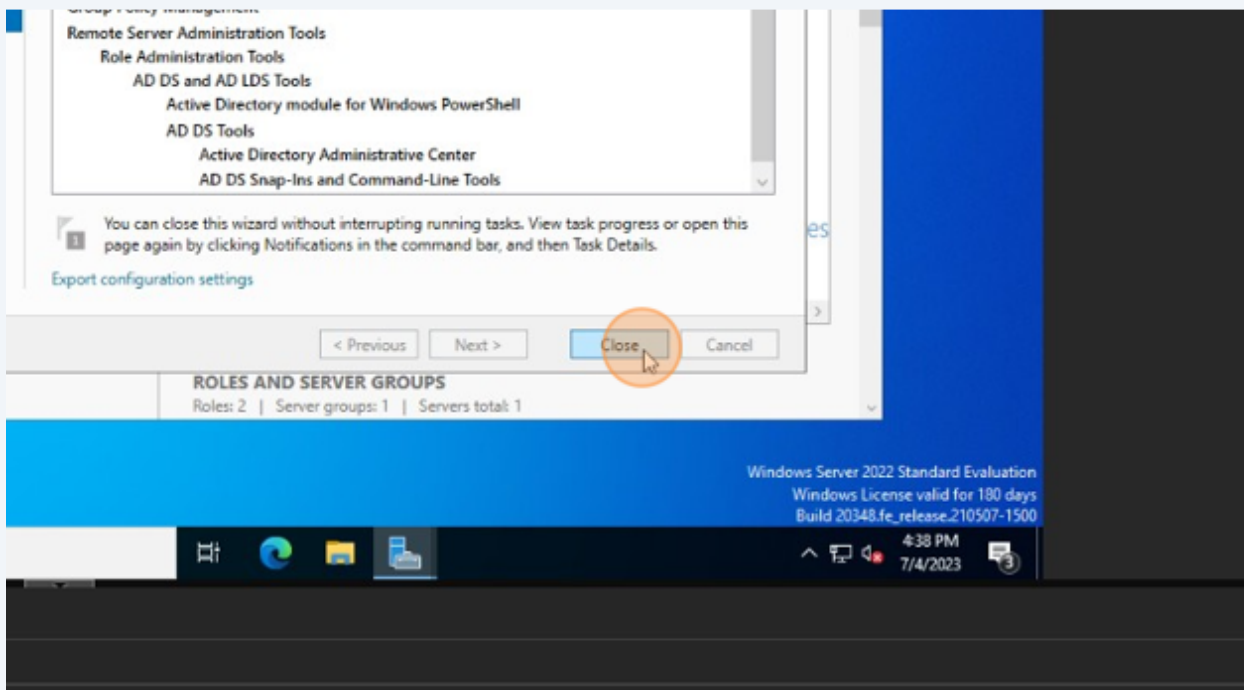 Group Policy Management
Remote Server Administration Tools
Role Administration Tools
AD DS and AD LDS Tools
Active Directory module for Windows PowerShell
AD DS Tools
Active Directory Administrative Center
AD DS Snap-Ins and Command-Line Tools
You can close this wizard without interrupting running tasks. View task progress or open this
page again by clicking Notifications in the command bar, and then Task Details.
1
es
Export configuration settings
< Previous Next > Close Cancel
ROLES AND SERVER GROUPS
Roles: 2 | Server groups: 1 | Servers total: 1
Windows Server 2022 Standard Evaluation
Windows License valid for 180 days
Build 20348.fe_release.210507-1500
4:38 PM
7/4/2023
3